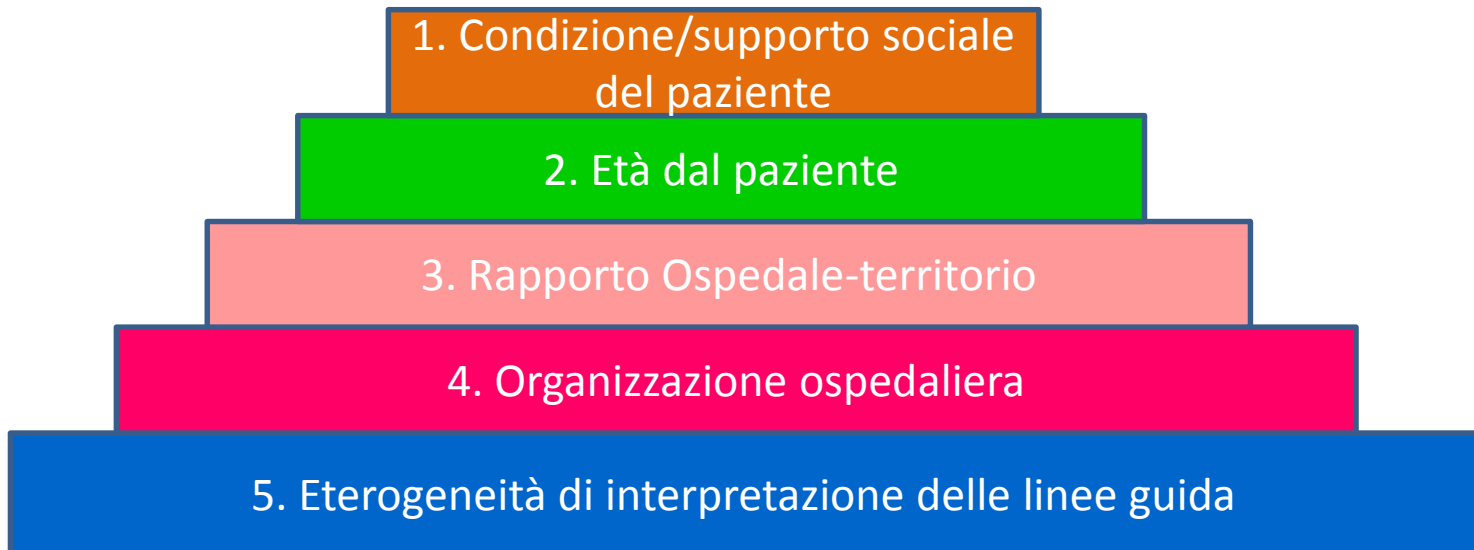 1. Condizione/supporto sociale
del paziente
2. Età dal paziente
3. Rapporto Ospedale-territorio
4. Organizzazione ospedaliera
5. Eterogeneità di interpretazione delle linee guida